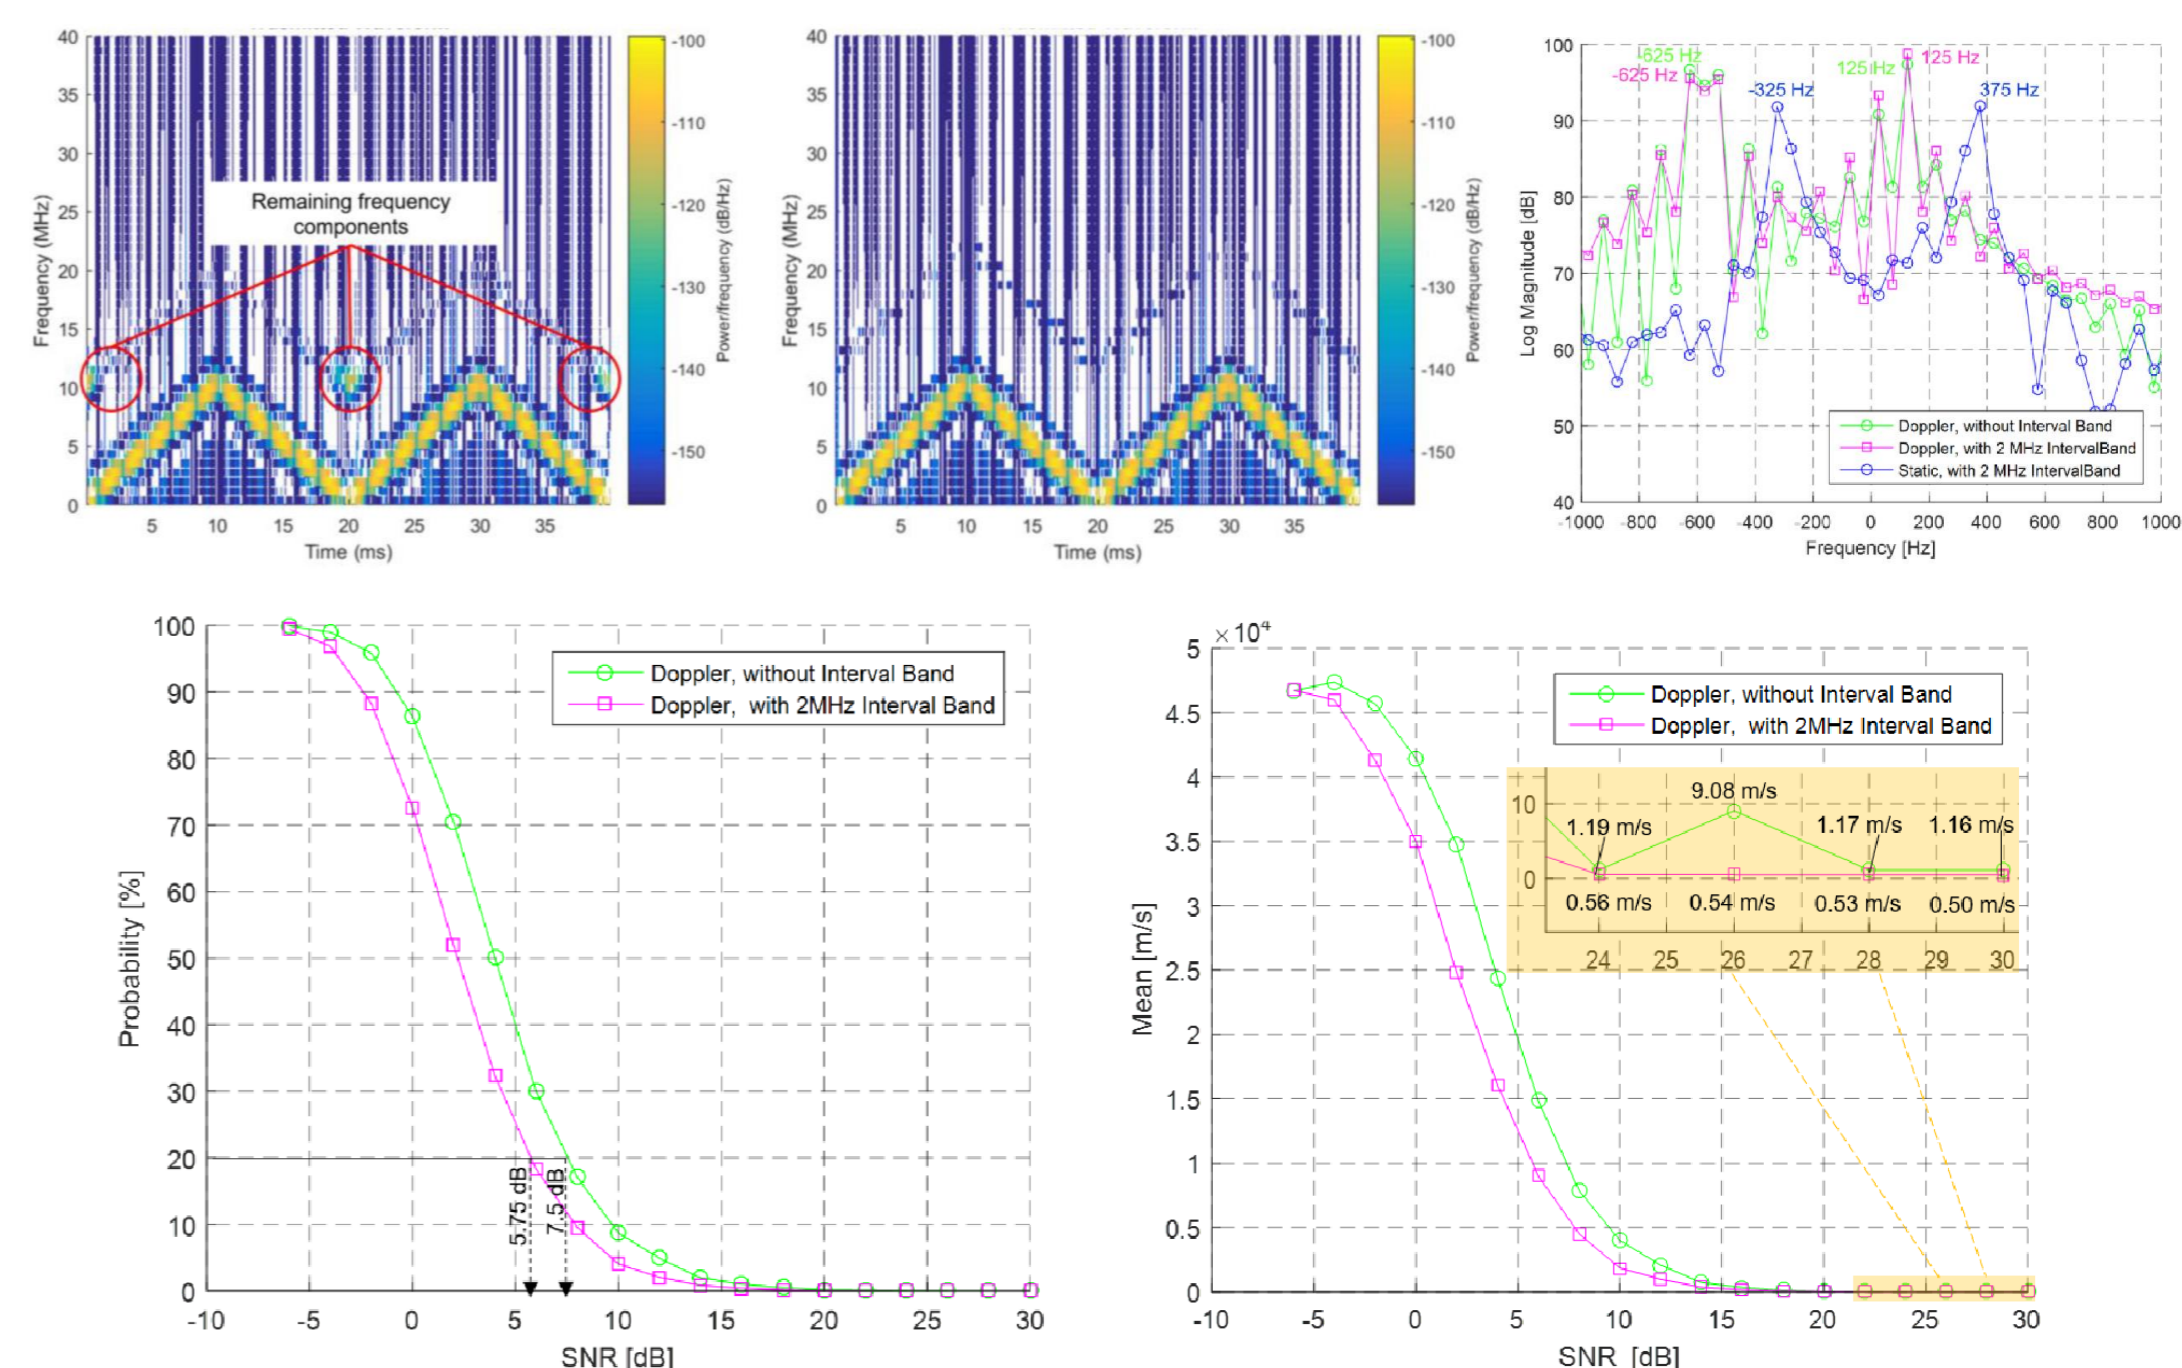 40
35
30
25
20
15
10
5
0
Frequency (MHz)
Remaining frequency
components
5 10 15 20 25 30 35
Time (ms)
-100
-110
-120
-130
-140
-150
Power/frequency (dB/Hz)
40
35
30
25
20
15
10
5
0
Frequency (MHz)
5 10 15 20 25 30 35
Time (ms)
-100
-110
-120
-130
-140
-150
Power/frequency (dB/Hz)
100
90
80
70
60
50
40
Log Magnitude [dB]
-625 Hz
-625 Hz
-325 Hz
125 Hz
125 Hz
375 Hz
Doppler, without Interval Band
Doppler, with 2 MHz IntervalBand
Static, with 2 MHz IntervalBand
-1000 -800 -600 -400 -200 0 200 400 600 800 1000
Frequency [Hz]
100
90
80
70
60
50
40
30
20
10
0
Probability [%]
Doppler, without Interval Band
Doppler, with 2MHz Interval Band
5.75 dB
7.5 dB
-10 -5 0 5 10 15 20 25 30
SNR [dB]
×10⁴
5
4.5
4
3.5
3
2.5
2
1.5
1
0.5
0
Mean [m/s]
Doppler, without Interval Band
Doppler, with 2MHz Interval Band
10
0
9.08 m/s
1.19 m/s 1.17 m/s 1.16 m/s
0.56 m/s 0.54 m/s 0.53 m/s 0.50 m/s
24 25 26 27 28 29 30
-10 -5 0 5 10 15 20 25 30
SNR [dB]